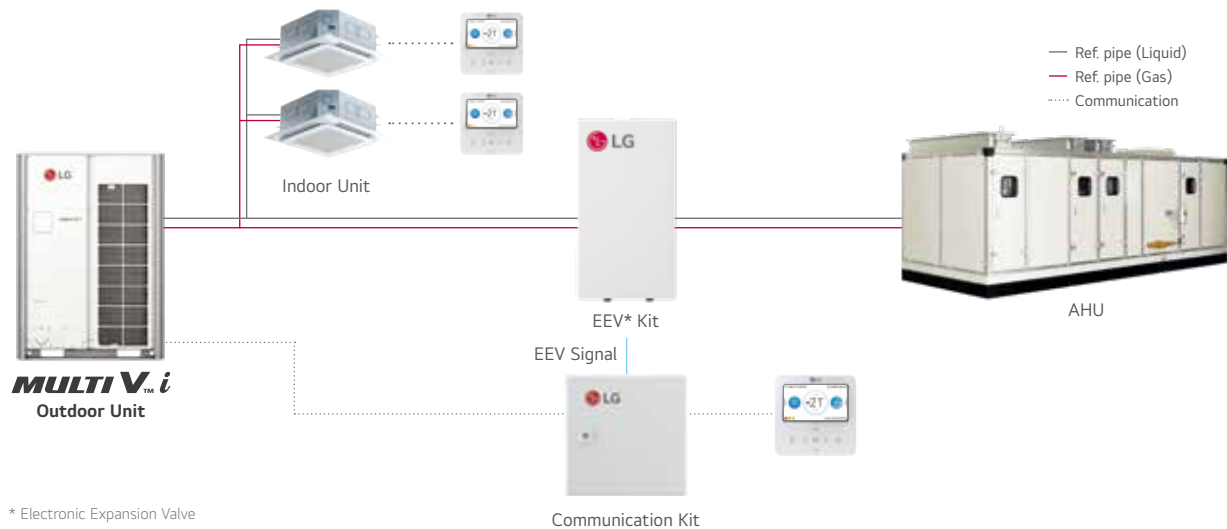 Ref. pipe (Liquid)
Ref. pipe (Gas)
Communication
Indoor Unit
LG
LG
EEV* Kit
AHU
EEV Signal
MULTI V™ i
Outdoor Unit
LG
Communication Kit
* Electronic Expansion Valve